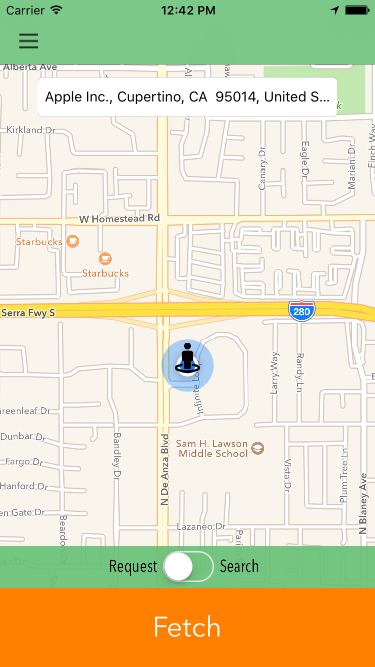 Carrier 12:42 PM
Alberta Ave
Apple Inc., Cupertino, CA  95014, United S...
Kirkland Dr
Canary Dr
Eagle Dr
Marian Dr
Finch Way
W Homestead Rd
Starbucks
Starbucks
Serra Fwy S
280
Larry Way
Randy Ln
Greenleaf Dr
Dunbar Dr
Fargo Dr
Hanford Dr
Bandley Dr
N De Anza Blvd
Sam H. Lawson
Middle School
Vista Dr
Plum Tree Ln
N Blaney Ave
Lazaneo Dr
Request Search
Fetch